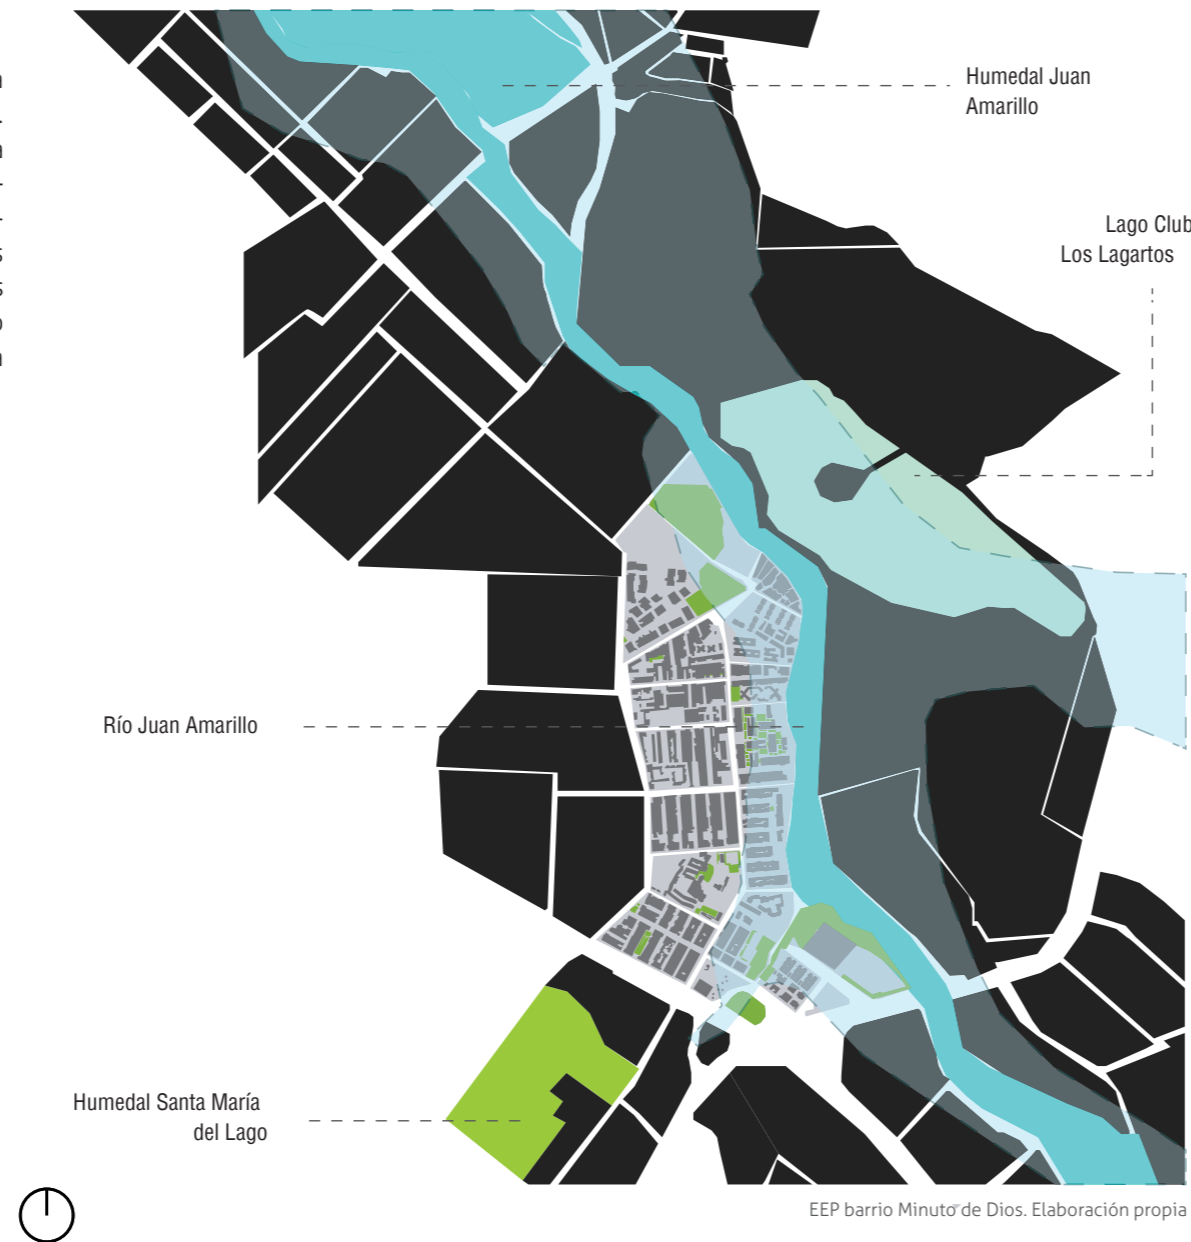 Humedal Juan
Amarillo
Lago Club
Los Lagartos
Río Juan Amarillo
Humedal Santa María
del Lago
EEP barrio Minuto de Dios. Elaboración propia